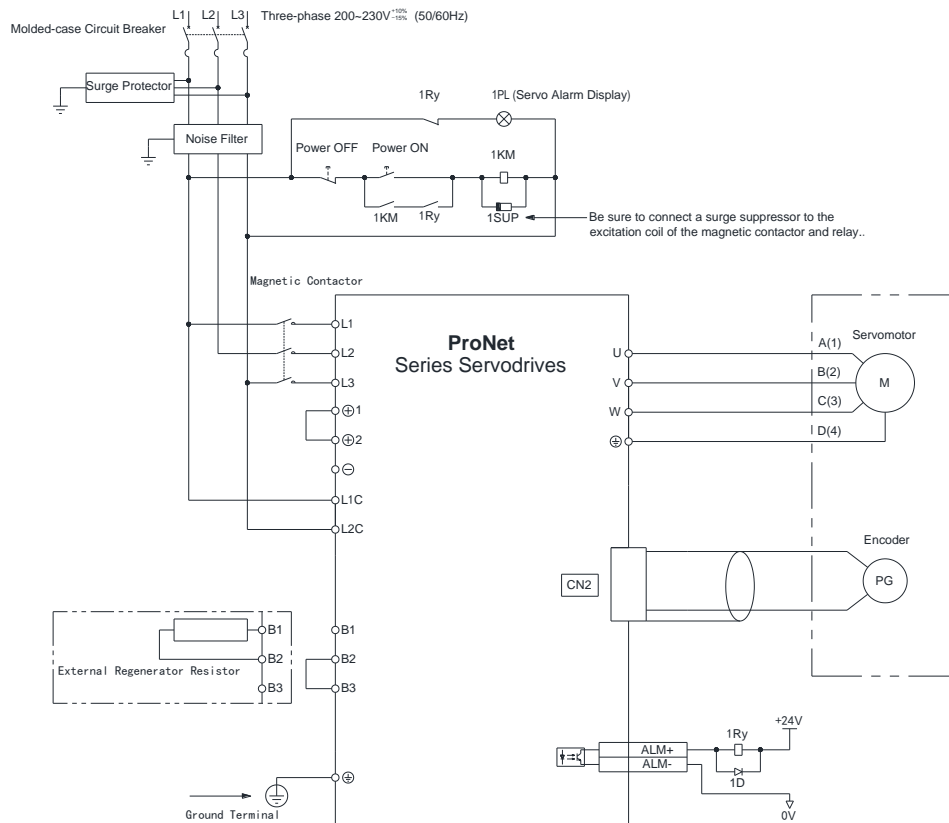 L1 L2 L3 Three-phase 200~230V +10% -15% (50/60Hz)
Molded-case Circuit Breaker
Surge Protector
1Ry 1PL (Servo Alarm Display)
Noise Filter
Power OFF Power ON 1KM
1KM 1Ry 1SUP
Be sure to connect a surge suppressor to the
excitation coil of the magnetic contactor and relay..
Magnetic Contactor
L1
L2
L3
1
2
L1C
L2C
ProNet
Series Servodrives
U
V
W
A(1)
B(2)
C(3)
D(4)
Servomotor
M
Encoder
CN2
PG
B1
B2
B3
External Regenerator Resistor
B1
B2
B3
Ground Terminal
ALM+
ALM-
1Ry
1D
+24V
0V